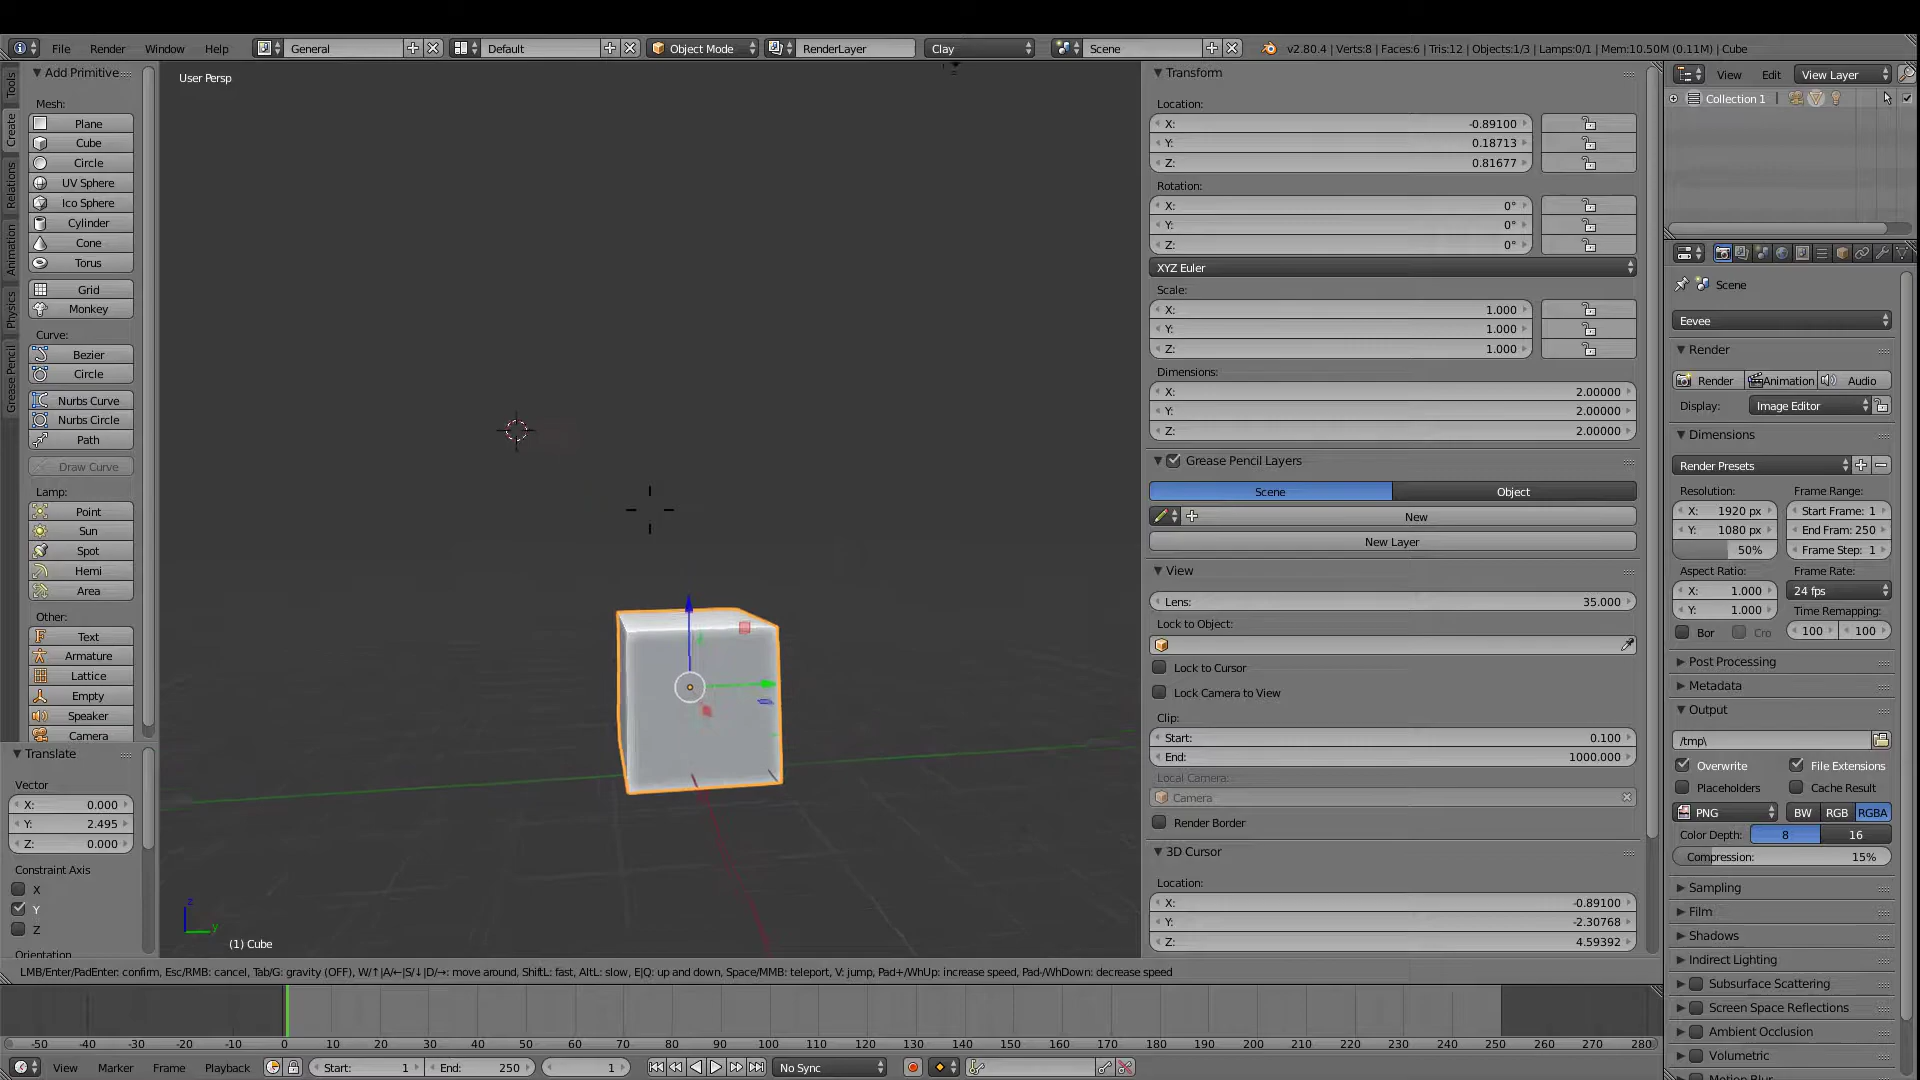 File Render Window Help General Default Object Mode RenderLayer Clay Scene v2.80.4 | Verts:8 | Faces:6 | Tris:12 | Objects:1/3 | Lamps:0/1 | Mem:10.50M (0.11M) | Cube
Tools
Create
Relations
Animation
Physics
Grease Pencil
Add Primitive
Mesh:
Plane
Cube
Circle
UV Sphere
Ico Sphere
Cylinder
Cone
Torus
Grid
Monkey
Curve:
Bezier
Circle
Nurbs Curve
Nurbs Circle
Path
Draw Curve
Lamp:
Point
Sun
Spot
Hemi
Area
Other:
Text
Armature
Lattice
Empty
Speaker
Camera
Translate
Vector
X: 0.000
Y: 2.495
Z: 0.000
Constraint Axis
X
Y
Z
Orientation
User Persp
z
y
(1) Cube
Transform
Location:
X: -0.89100
Y: 0.18713
Z: 0.81677
Rotation:
X: 0°
Y: 0°
Z: 0°
XYZ Euler
Scale:
X: 1.000
Y: 1.000
Z: 1.000
Dimensions:
X: 2.00000
Y: 2.00000
Z: 2.00000
Grease Pencil Layers
Scene Object
New
New Layer
View
Lens: 35.000
Lock to Object:
Lock to Cursor
Lock Camera to View
Clip:
Start: 0.100
End: 1000.000
Local Camera:
Camera
Render Border
3D Cursor
Location:
X: -0.89100
Y: -2.30768
Z: 4.59392
View Edit View Layer
Collection 1
Scene
Eevee
Render
Render Animation Audio
Display: Image Editor
Dimensions
Render Presets
Resolution: Frame Range:
X: 1920 px Start Frame: 1
Y: 1080 px End Fram: 250
50% Frame Step: 1
Aspect Ratio: Frame Rate:
X: 1.000 24 fps
Y: 1.000 Time Remapping:
Bor Cro 100 100
Post Processing
Metadata
Output
/tmp\
Overwrite File Extensions
Placeholders Cache Result
PNG BW RGB RGBA
Color Depth: 8 16
Compression: 15%
Sampling
Film
Shadows
Indirect Lighting
Subsurface Scattering
Screen Space Reflections
Ambient Occlusion
Volumetric
Motion Blur
LMB/Enter/PadEnter: confirm, Esc/RMB: cancel, Tab/G: gravity (OFF), W/↑|A/←|S/↓|D/→: move around, ShiftL: fast, AltL: slow, E|Q: up and down, Space/MMB: teleport, V: jump, Pad+/WhUp: increase speed, Pad-/WhDown: decrease speed
-50 -40 -30 -20 -10 0 10 20 30 40 50 60 70 80 90 100 110 120 130 140 150 160 170 180 190 200 210 220 230 240 250 260 270 280
View Marker Frame Playback Start: 1 End: 250 1 No Sync